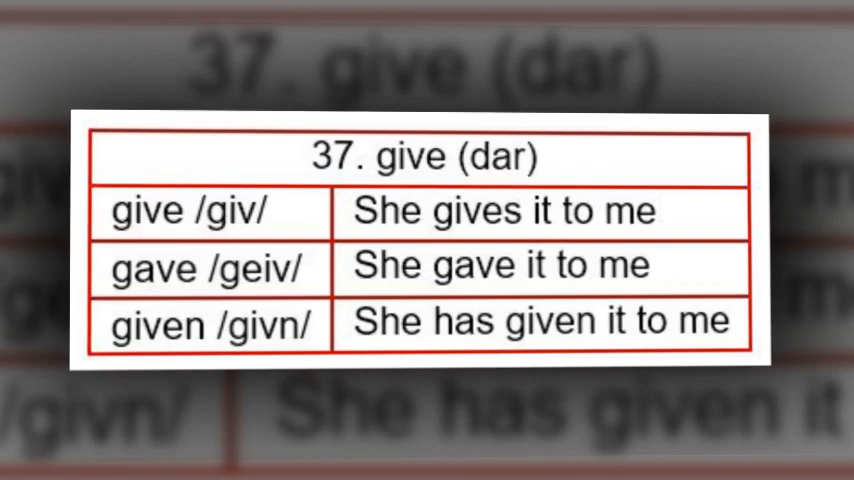 37. give (dar)
give /giv/ She gives it to me
gave /geiv/ She gave it to me
given /givn/ She has given it to me